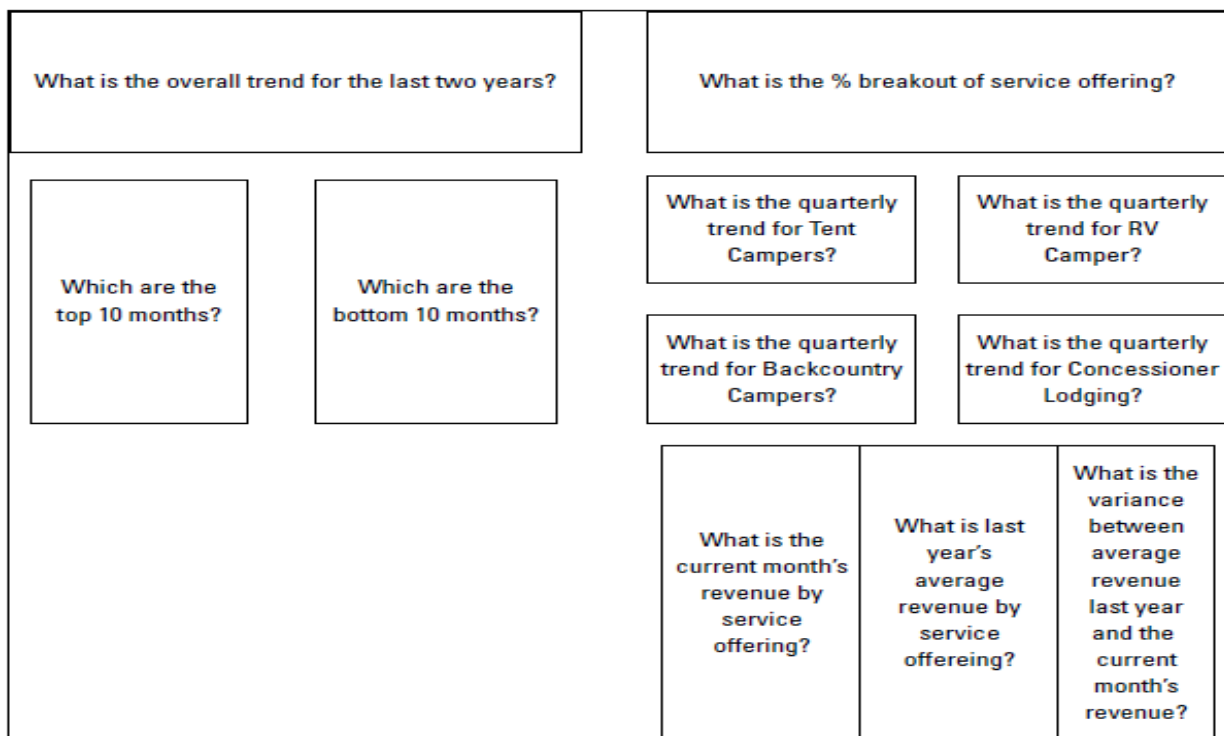 What is the overall trend for the last two years?
What is the % breakout of service offering?
Which are the
top 10 months?
Which are the
bottom 10 months?
What is the quarterly
trend for Tent
Campers?
What is the quarterly
trend for RV
Camper?
What is the quarterly
trend for Backcountry
Campers?
What is the quarterly
trend for Concessioner
Lodging?
What is the
current month's
revenue by
service
offering?
What is last
year's
average
revenue by
service
offereing?
What is the
variance
between
average
revenue
last year
and the
current
month's
revenue?